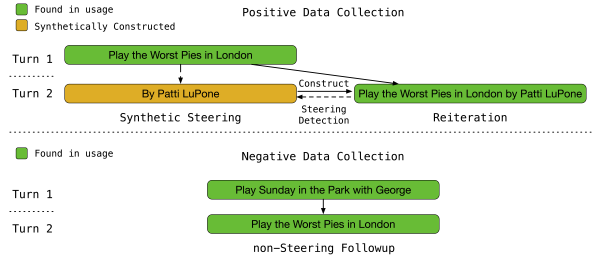 Positive Data Collection
Found in usage
Synthetically Constructed
Turn 1
Play the Worst Pies in London
Turn 2
By Patti LuPone
Construct
Steering
Detection
Play the Worst Pies in London by Patti LuPone
Synthetic Steering
Reiteration
Found in usage
Negative Data Collection
Turn 1
Play Sunday in the Park with George
Turn 2
Play the Worst Pies in London
non-Steering Followup